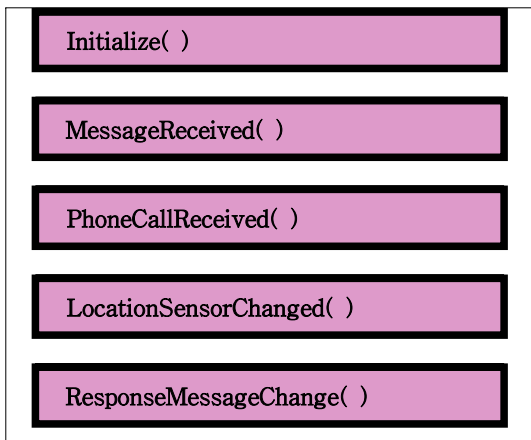 Initialize( )
MessageReceived( )
PhoneCallReceived( )
LocationSensorChanged( )
ResponseMessageChange( )